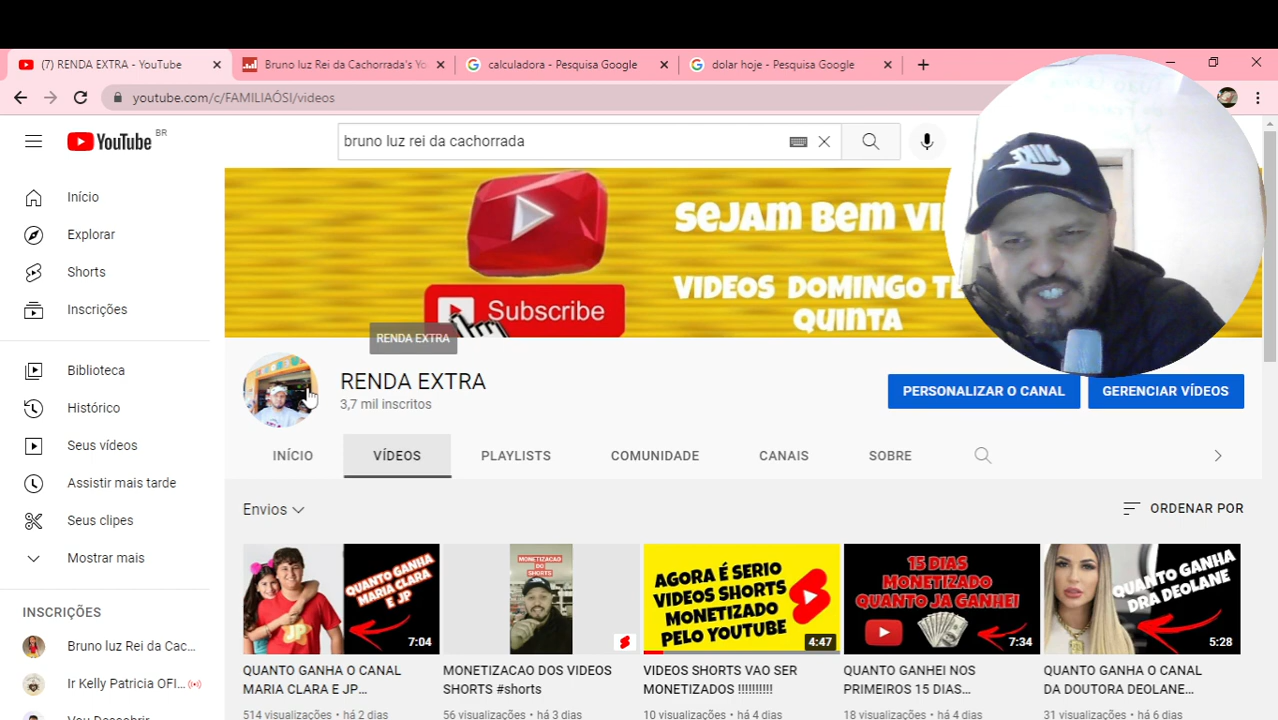 (7) RENDA EXTRA - YouTube
Bruno luz Rei da Cachorrada's Yo
calculadora - Pesquisa Google
dolar hoje - Pesquisa Google
youtube.com/c/FAMILIAÓSI/videos
YouTube BR
bruno luz rei da cachorrada
NIKE
Início
Explorar
Shorts
Inscrições
Biblioteca
Histórico
Seus vídeos
Assistir mais tarde
Seus clipes
Mostrar mais
INSCRIÇÕES
Bruno luz Rei da Cac...
Ir Kelly Patricia OFI...
SEJAM BEM VI
VIDEOS DOMINGO TE
QUINTA
Subscribe
RENDA EXTRA
RENDA EXTRA
3,7 mil inscritos
PERSONALIZAR O CANAL
GERENCIAR VÍDEOS
INÍCIO
VÍDEOS
PLAYLISTS
COMUNIDADE
CANAIS
SOBRE
Envios
ORDENAR POR
QUANTO GANHA
MARIA CLARA
E JP
JP
7:04
QUANTO GANHA O CANAL
MARIA CLARA E JP...
514 visualizações • há 2 dias
MONETIZACAO
DO
SHORTS
MONETIZACAO DOS VIDEOS
SHORTS #shorts
56 visualizações • há 3 dias
AGORA É SERIO
VIDEOS SHORTS
MONETIZADO
PELO YOUTUBE
4:47
VIDEOS SHORTS VAO SER
MONETIZADOS !!!!!!!!!!
10 visualizações • há 4 dias
15 DIAS
MONETIZADO
QUANTO JA GANHEI
7:34
QUANTO GANHEI NOS
PRIMEIROS 15 DIAS...
18 visualizações • há 4 dias
QUANTO GANHA
DRA DEOLANE
5:28
QUANTO GANHA O CANAL
DA DOUTORA DEOLANE...
31 visualizações • há 6 dias